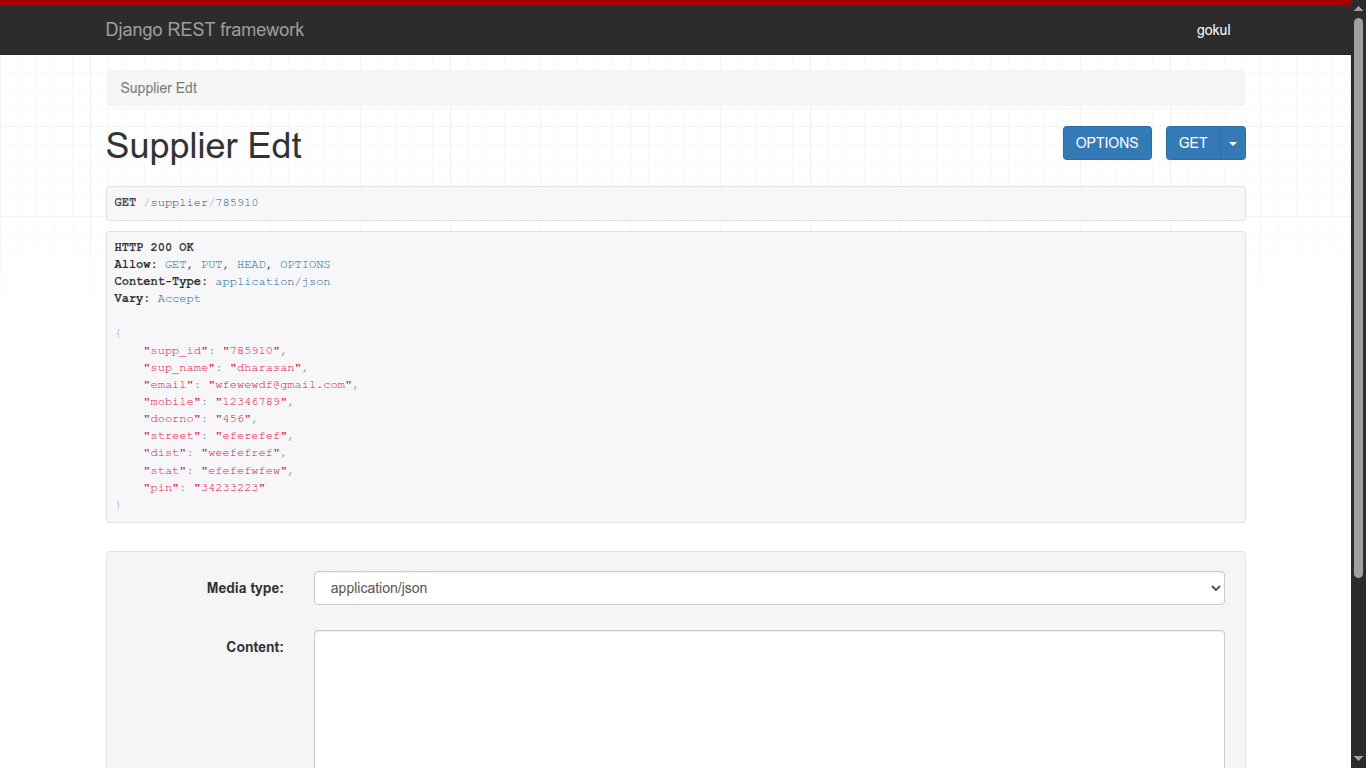 Django REST framework
gokul
Supplier Edt
Supplier Edt
OPTIONS
GET
GET /supplier/785910
HTTP 200 OK
Allow: GET, PUT, HEAD, OPTIONS
Content-Type: application/json
Vary: Accept
{
"supp_id": "785910",
"sup_name": "dharasan",
"email": "wfewewdf@gmail.com",
"mobile": "12346789",
"doorno": "456",
"street": "eferefef",
"dist": "weefefref",
"stat": "efefefwfew",
"pin": "34233223"
}
Media type:
application/json
Content: